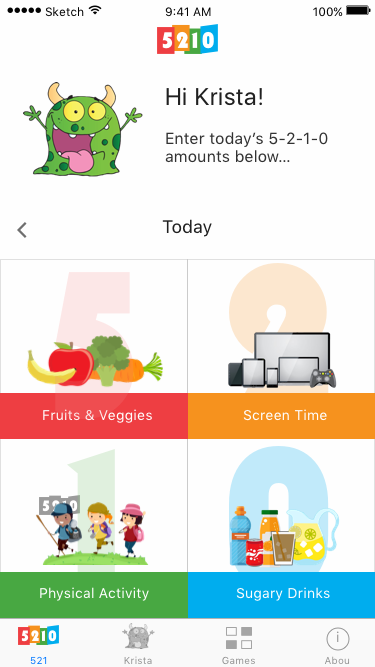 Sketch 9:41 AM 100%
5210
Hi Krista!
Enter today’s 5-2-1-0
amounts below...
Today
5 2
Fruits & Veggies Screen Time
1 0
5210
Physical Activity Sugary Drinks
5210
521 Krista Games Abou